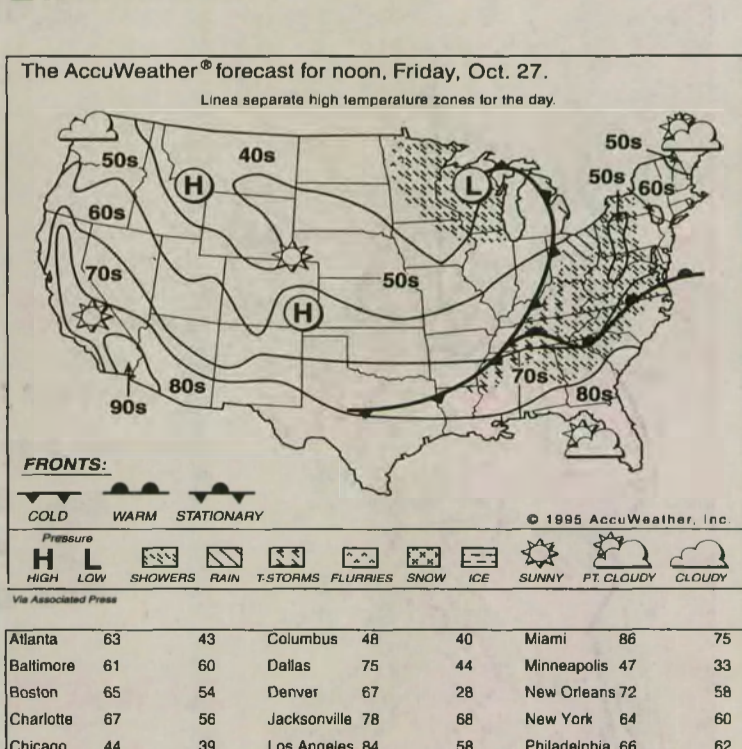 The AccuWeather® forecast for noon, Friday, Oct. 27.
Lines separate high temperature zones for the day.
50s
50s
40s
50s
60s
H
L
60s
70s
50s
H
80s
90s
70s
80s
FRONTS:
COLD WARM STATIONARY
© 1995 AccuWeather, Inc.
Pressure
H L
HIGH LOW SHOWERS RAIN T-STORMS FLURRIES SNOW ICE SUNNY PT. CLOUDY CLOUDY
Via Associated Press
Atlanta 63 43 Columbus 48 40 Miami 86 75
Baltimore 61 60 Dallas 75 44 Minneapolis 47 33
Boston 65 54 Denver 67 28 New Orleans 72 58
Charlotte 67 56 Jacksonville 78 68 New York 64 60
Chicago 44 39 Los Angeles 84 58 Philadelphia 66 62